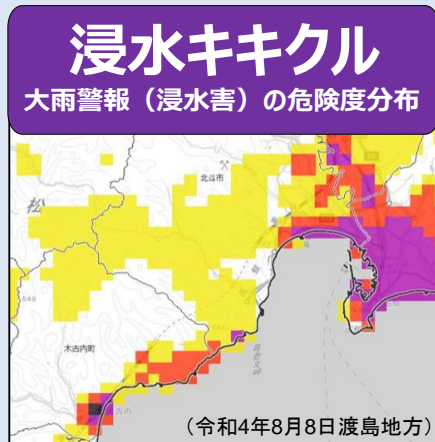 浸水キキクル
大雨警報（浸水害）の危険度分布
北斗市
松
木古内町
（令和4年8月8日渡島地方）